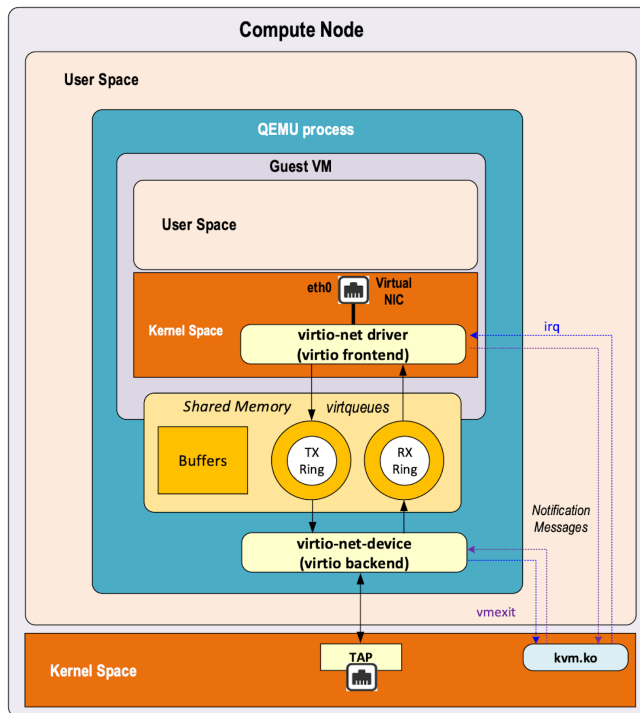 Compute Node
User Space
QEMU process
Guest VM
User Space
eth0
Virtual
NIC
Kernel Space
virtio-net driver
(virtio frontend)
irq
Shared Memory
virtqueues
Buffers
TX
Ring
RX
Ring
Notification
Messages
virtio-net-device
(virtio backend)
vmexit
TAP
kvm.ko
Kernel Space